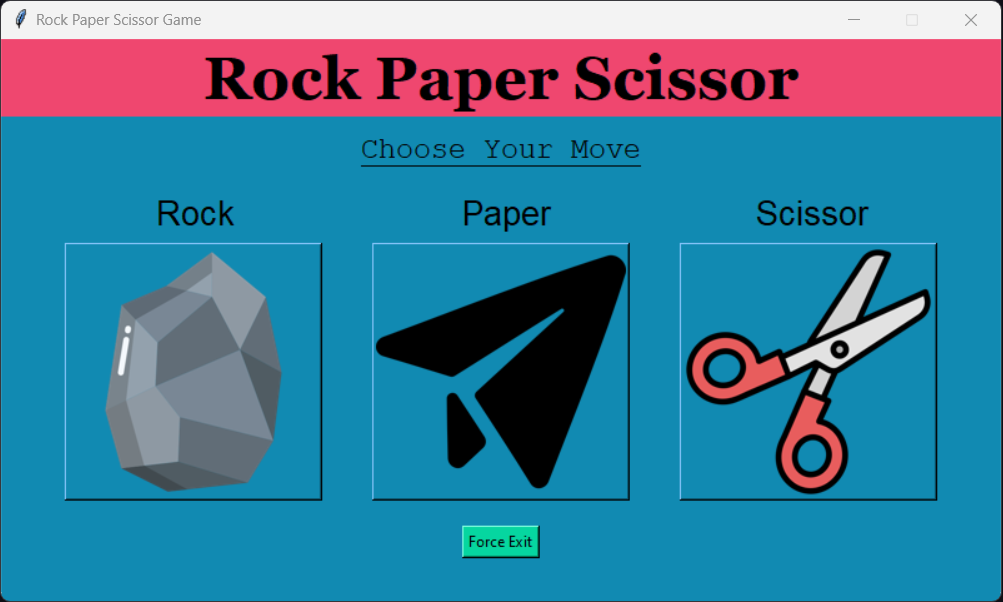 Rock Paper Scissor Game
Rock Paper Scissor
Choose Your Move
Rock Paper Scissor
Force Exit